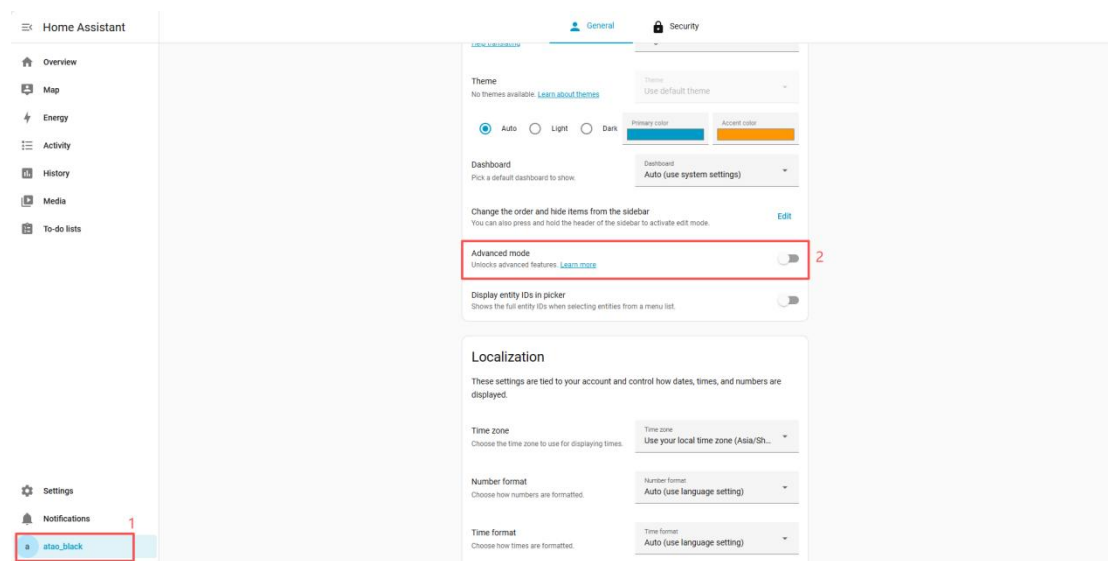 Home Assistant
General
Security
Overview
Map
Energy
Activity
History
Media
To-do lists
Settings
Notifications
1
a atao_black
Help translating
Theme
No themes available. Learn about themes
Theme
Use default theme
Auto
Light
Dark
Primary color
Accent color
Dashboard
Pick a default dashboard to show.
Dashboard
Auto (use system settings)
Change the order and hide items from the sidebar
You can also press and hold the header of the sidebar to activate edit mode.
Edit
Advanced mode
Unlocks advanced features. Learn more
2
Display entity IDs in picker
Shows the full entity IDs when selecting entities from a menu list.
Localization
These settings are tied to your account and control how dates, times, and numbers are
displayed.
Time zone
Choose the time zone to use for displaying times.
Time zone
Use your local time zone (Asia/Sh...
Number format
Choose how numbers are formatted.
Number format
Auto (use language setting)
Time format
Choose how times are formatted.
Time format
Auto (use language setting)